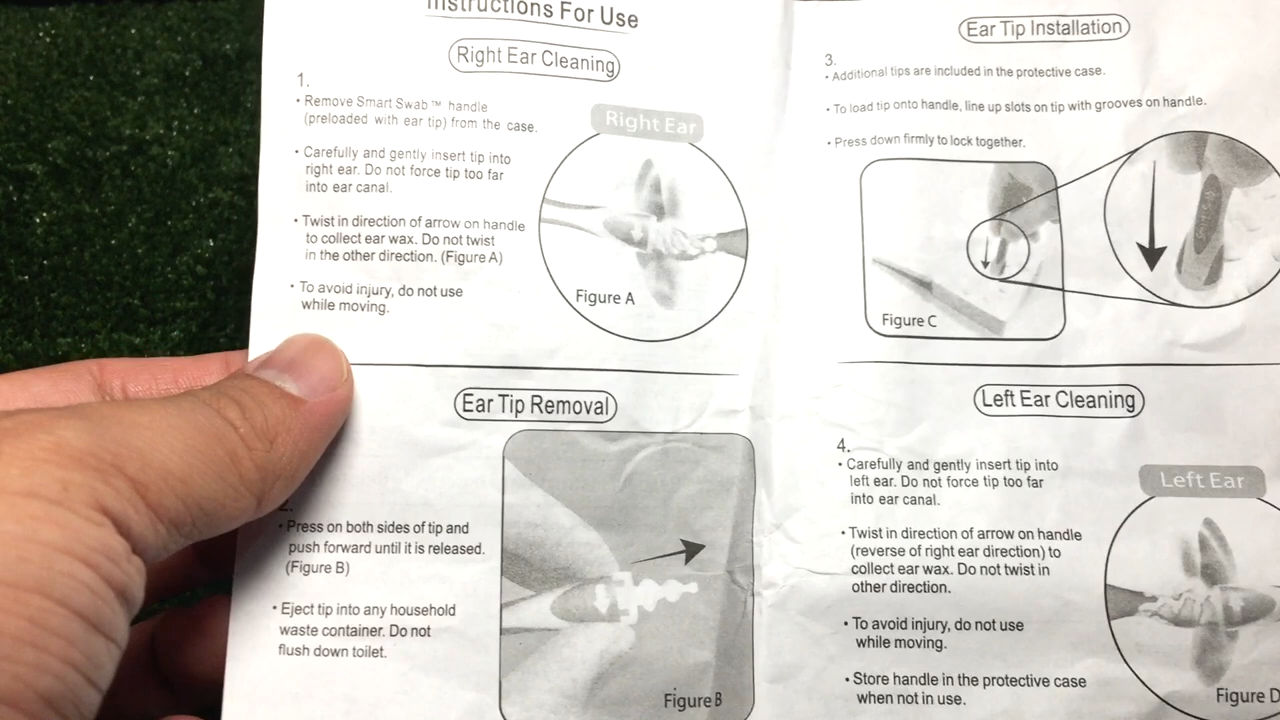 Instructions For Use
Right Ear Cleaning
1.
• Remove Smart Swab™ handle
(preloaded with ear tip) from the case.
• Carefully and gently insert tip into
right ear. Do not force tip too far
into ear canal.
• Twist in direction of arrow on handle
to collect ear wax. Do not twist
in the other direction. (Figure A)
• To avoid injury, do not use
while moving.
Right Ear
Figure A
Ear Tip Removal
2.
• Press on both sides of tip and
push forward until it is released.
(Figure B)
• Eject tip into any household
waste container. Do not
flush down toilet.
Figure B
Ear Tip Installation
3.
• Additional tips are included in the protective case.
• To load tip onto handle, line up slots on tip with grooves on handle.
• Press down firmly to lock together.
Figure C
Left Ear Cleaning
4.
• Carefully and gently insert tip into
left ear. Do not force tip too far
into ear canal.
• Twist in direction of arrow on handle
(reverse of right ear direction) to
collect ear wax. Do not twist in
other direction.
• To avoid injury, do not use
while moving.
• Store handle in the protective case
when not in use.
Left Ear
Figure D